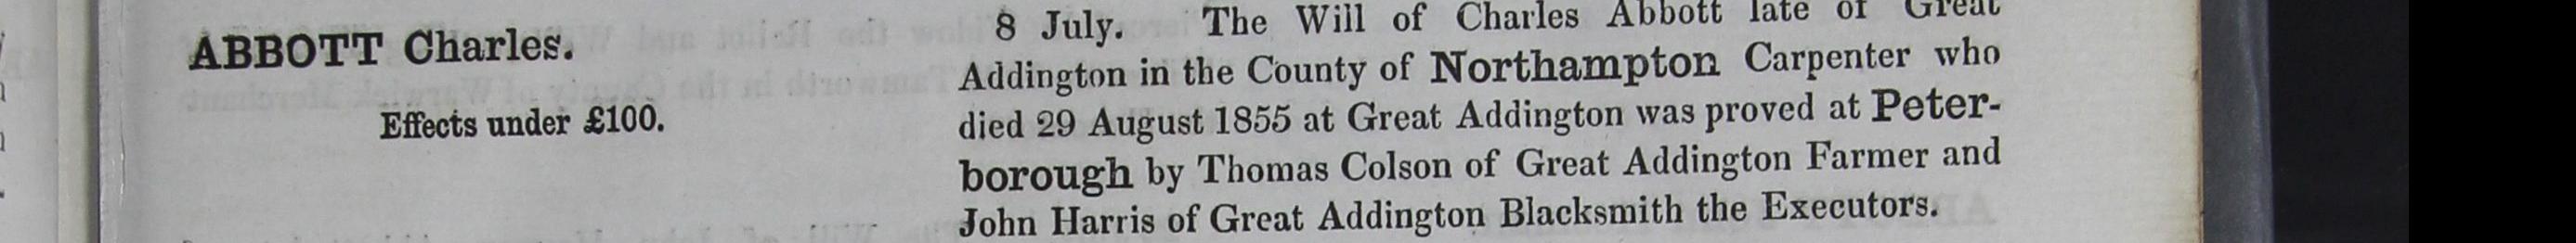 ABBOTT Charles.
Effects under £100.
8 July. The Will of Charles Abbott late of Great
Addington in the County of Northampton Carpenter who
died 29 August 1855 at Great Addington was proved at Peter-
borough by Thomas Colson of Great Addington Farmer and
John Harris of Great Addington Blacksmith the Executors.